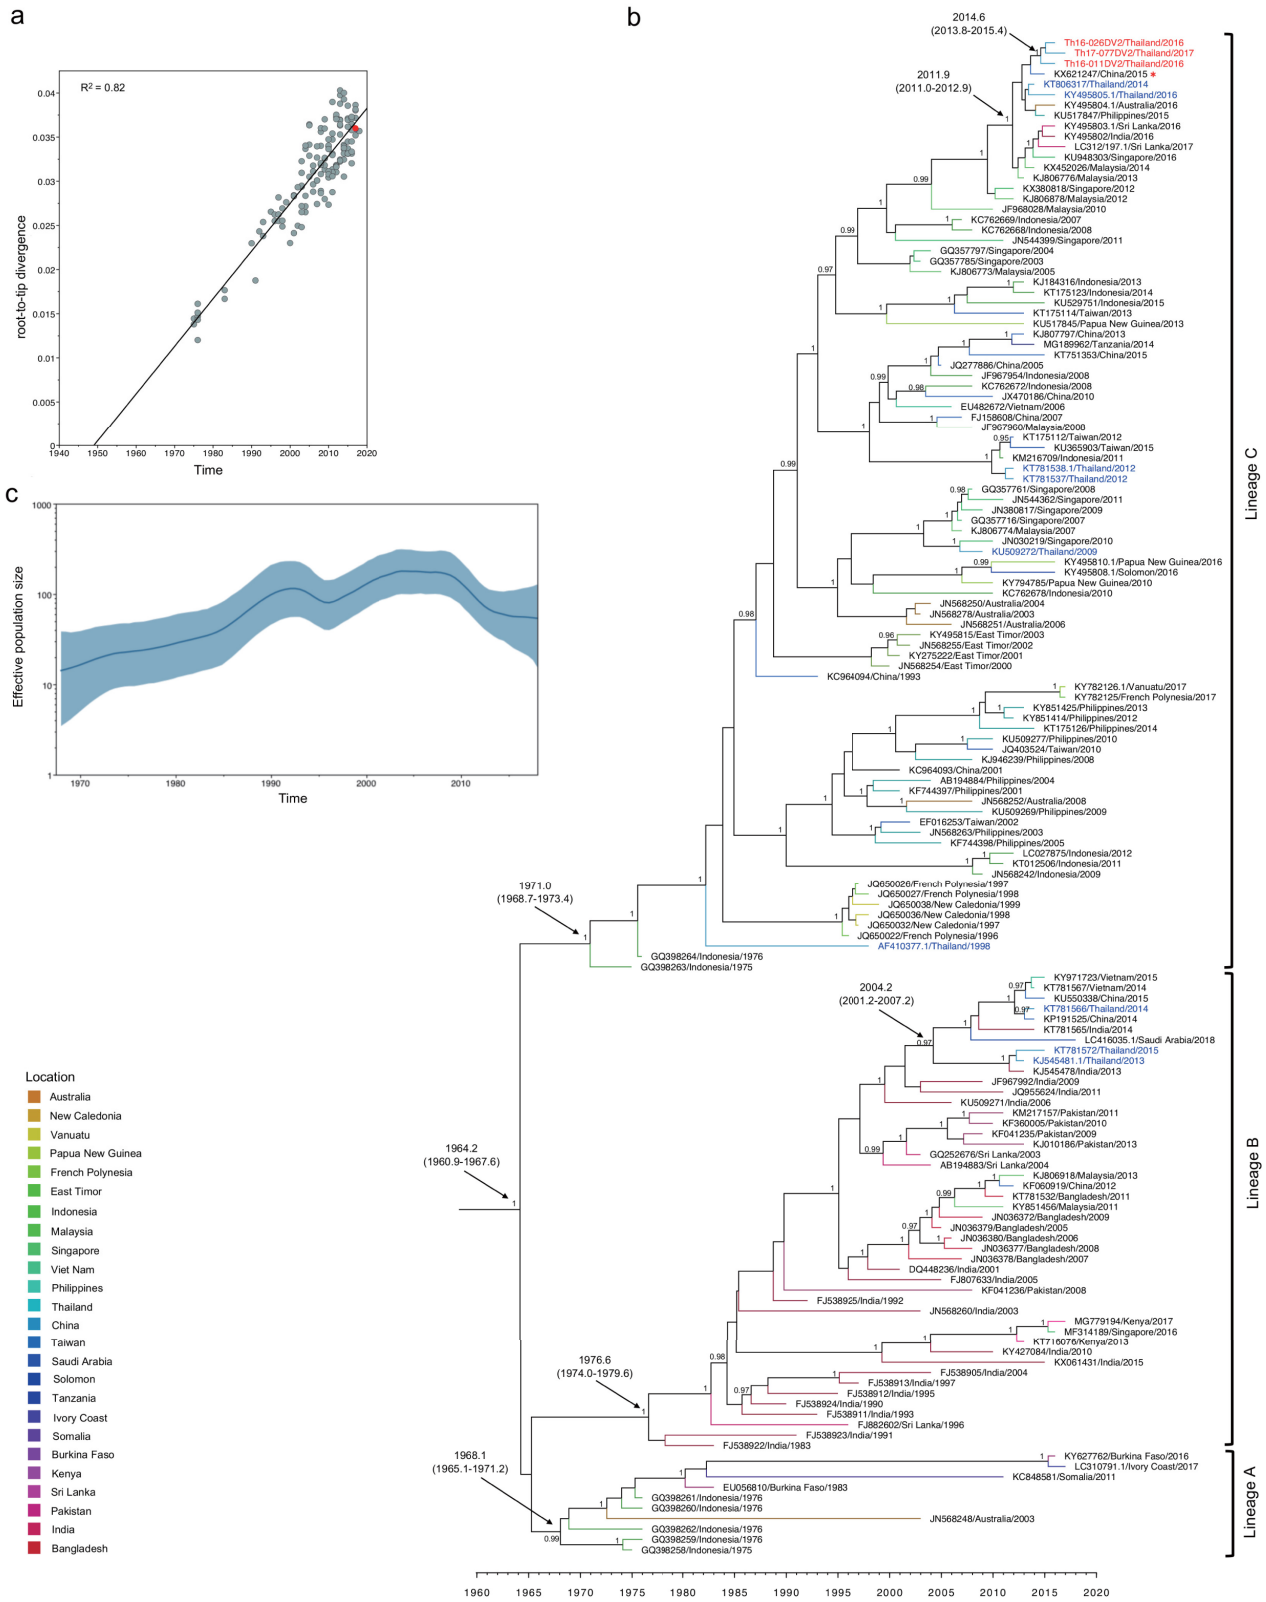 a
R² = 0.82
0.04
0.035
0.03
0.025
0.02
0.015
0.01
0.005
0
1940
1950
1960
1970
1980
1990
2000
2010
2020
root-to-tip divergence
Time
c
1000
100
10
1
1970
1980
1990
2000
2010
Effective population size
Time
Location
Australia
New Caledonia
Vanuatu
Papua New Guinea
French Polynesia
East Timor
Indonesia
Malaysia
Singapore
Viet Nam
Philippines
Thailand
China
Taiwan
Saudi Arabia
Solomon
Tanzania
Ivory Coast
Somalia
Burkina Faso
Kenya
Sri Lanka
Pakistan
India
Bangladesh
b
2014.6
(2013.8-2015.4)
2011.9
(2011.0-2012.9)
1971.0
(1968.7-1973.4)
2004.2
(2001.2-2007.2)
1964.2
(1960.9-1967.6)
1976.6
(1974.0-1979.6)
1968.1
(1965.1-1971.2)
Th16-026DV2/Thailand/2016
Th17-077DV2/Thailand/2017
Th16-011DV2/Thailand/2016
KX621247/China/2015 *
KT806317/Thailand/2014
KY495805.1/Thailand/2016
KY495804.1/Australia/2016
KU517847/Philippines/2015
KY495803.1/Sri Lanka/2016
KY495802/India/2016
LC312/197.1/Sri Lanka/2017
KU948303/Singapore/2016
KX452026/Malaysia/2014
KJ806776/Malaysia/2013
KX380818/Singapore/2012
KJ806878/Malaysia/2012
JF968028/Malaysia/2010
KC762669/Indonesia/2007
KC762668/Indonesia/2008
JN544399/Singapore/2011
GQ357797/Singapore/2004
GQ357785/Singapore/2003
KJ806773/Malaysia/2005
KJ184316/Indonesia/2013
KT175123/Indonesia/2014
KU529751/Indonesia/2015
KT175114/Taiwan/2013
KU517845/Papua New Guinea/2013
KJ807797/China/2013
MG189962/Tanzania/2014
KT751353/China/2015
JQ277886/China/2005
JF967954/Indonesia/2008
KC762672/Indonesia/2008
JX470186/China/2010
EU482672/Vietnam/2006
FJ158608/China/2007
JF967960/Malaysia/2008
KT175112/Taiwan/2012
KU365903/Taiwan/2015
KM216709/Indonesia/2011
KT781538.1/Thailand/2012
KT781537/Thailand/2012
GQ357761/Singapore/2008
JN544362/Singapore/2011
JN380817/Singapore/2009
GQ357716/Singapore/2007
KJ806774/Malaysia/2007
JN030219/Singapore/2010
KU509272/Thailand/2009
KY495810.1/Papua New Guinea/2016
KY495808.1/Solomon/2016
KY794785/Papua New Guinea/2010
KC762678/Indonesia/2010
JN568250/Australia/2004
JN568278/Australia/2003
JN568251/Australia/2006
KY495815/East Timor/2003
JN568255/East Timor/2002
KY275222/East Timor/2001
JN568254/East Timor/2000
KC964094/China/1993
KY782126.1/Vanuatu/2017
KY782125/French Polynesia/2017
KY851425/Philippines/2013
KY851414/Philippines/2012
KT175126/Philippines/2014
KU509277/Philippines/2010
JQ403524/Taiwan/2010
KJ946239/Philippines/2008
KC964093/China/2001
AB194884/Philippines/2004
KF744397/Philippines/2001
JN568252/Australia/2008
KU509269/Philippines/2009
EF016253/Taiwan/2002
JN568263/Philippines/2003
KF744398/Philippines/2005
LC027875/Indonesia/2012
KT012506/Indonesia/2011
JN568242/Indonesia/2009
JQ650026/French Polynesia/1997
JQ650027/French Polynesia/1998
JQ650038/New Caledonia/1999
JQ650036/New Caledonia/1998
JQ650032/New Caledonia/1997
JQ650022/French Polynesia/1996
AF410377.1/Thailand/1998
GQ398264/Indonesia/1976
GQ398263/Indonesia/1975
KY971723/Vietnam/2015
KT781567/Vietnam/2014
KU550338/China/2015
KT781566/Thailand/2014
KP191525/China/2014
KT781565/India/2014
LC416035.1/Saudi Arabia/2018
KT781572/Thailand/2015
KJ545481.1/Thailand/2013
KJ545478/India/2013
JF967992/India/2009
JQ955624/India/2011
KU509271/India/2006
KM217157/Pakistan/2011
KF360005/Pakistan/2010
KF041235/Pakistan/2009
KJ010186/Pakistan/2013
GQ252676/Sri Lanka/2003
AB194883/Sri Lanka/2004
KJ806918/Malaysia/2013
KF060919/China/2012
KT781532/Bangladesh/2011
KY851456/Malaysia/2011
JN036372/Bangladesh/2009
JN036379/Bangladesh/2005
JN036380/Bangladesh/2006
JN036377/Bangladesh/2008
JN036378/Bangladesh/2007
DQ448236/India/2001
FJ807633/India/2005
KF041236/Pakistan/2008
FJ538925/India/1992
JN568260/India/2003
MG779194/Kenya/2017
MF314189/Singapore/2016
KT716076/Kenya/2013
KY427084/India/2010
KX061431/India/2015
FJ538905/India/2004
FJ538913/India/1997
FJ538912/India/1995
FJ538924/India/1990
FJ538911/India/1993
FJ882602/Sri Lanka/1996
FJ538923/India/1991
FJ538922/India/1983
KY627762/Burkina Faso/2016
LC310791.1/Ivory Coast/2017
KC848581/Somalia/2011
EU056810/Burkina Faso/1983
GQ398261/Indonesia/1976
GQ398260/Indonesia/1976
JN568248/Australia/2003
GQ398262/Indonesia/1976
GQ398259/Indonesia/1976
GQ398258/Indonesia/1975
Lineage C
Lineage B
Lineage A
1960
1965
1970
1975
1980
1985
1990
1995
2000
2005
2010
2015
2020